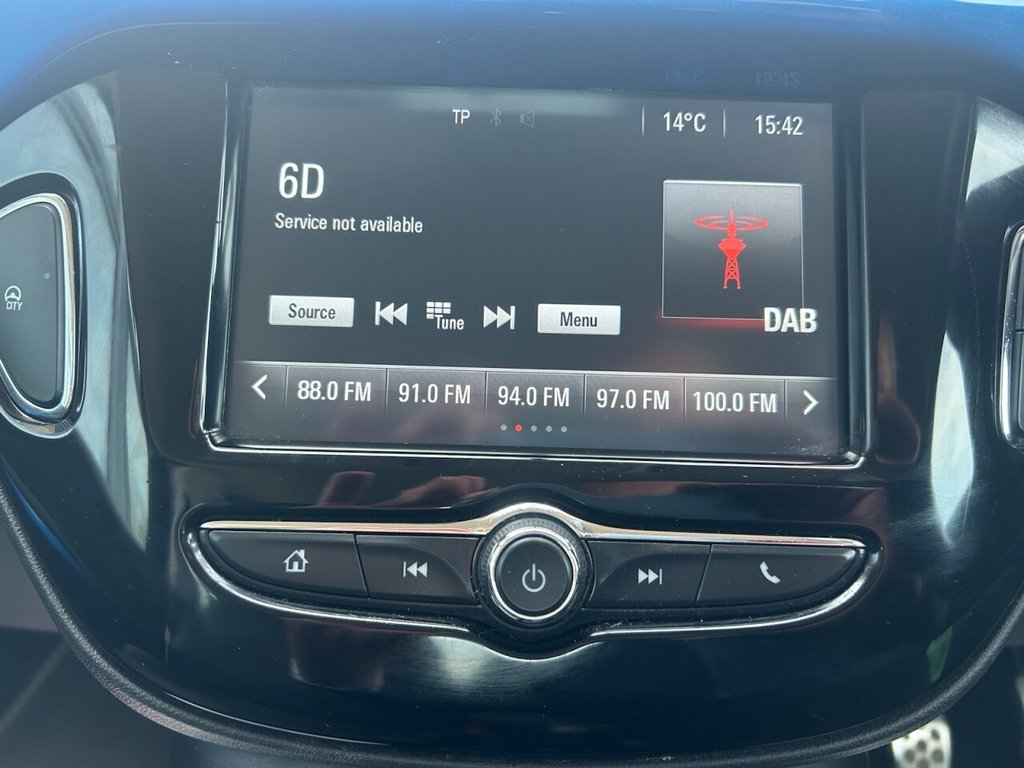 TP 14°C 15:42
6D
Service not available
CITY
Source Tune Menu
DAB
88.0 FM 91.0 FM 94.0 FM 97.0 FM 100.0 FM